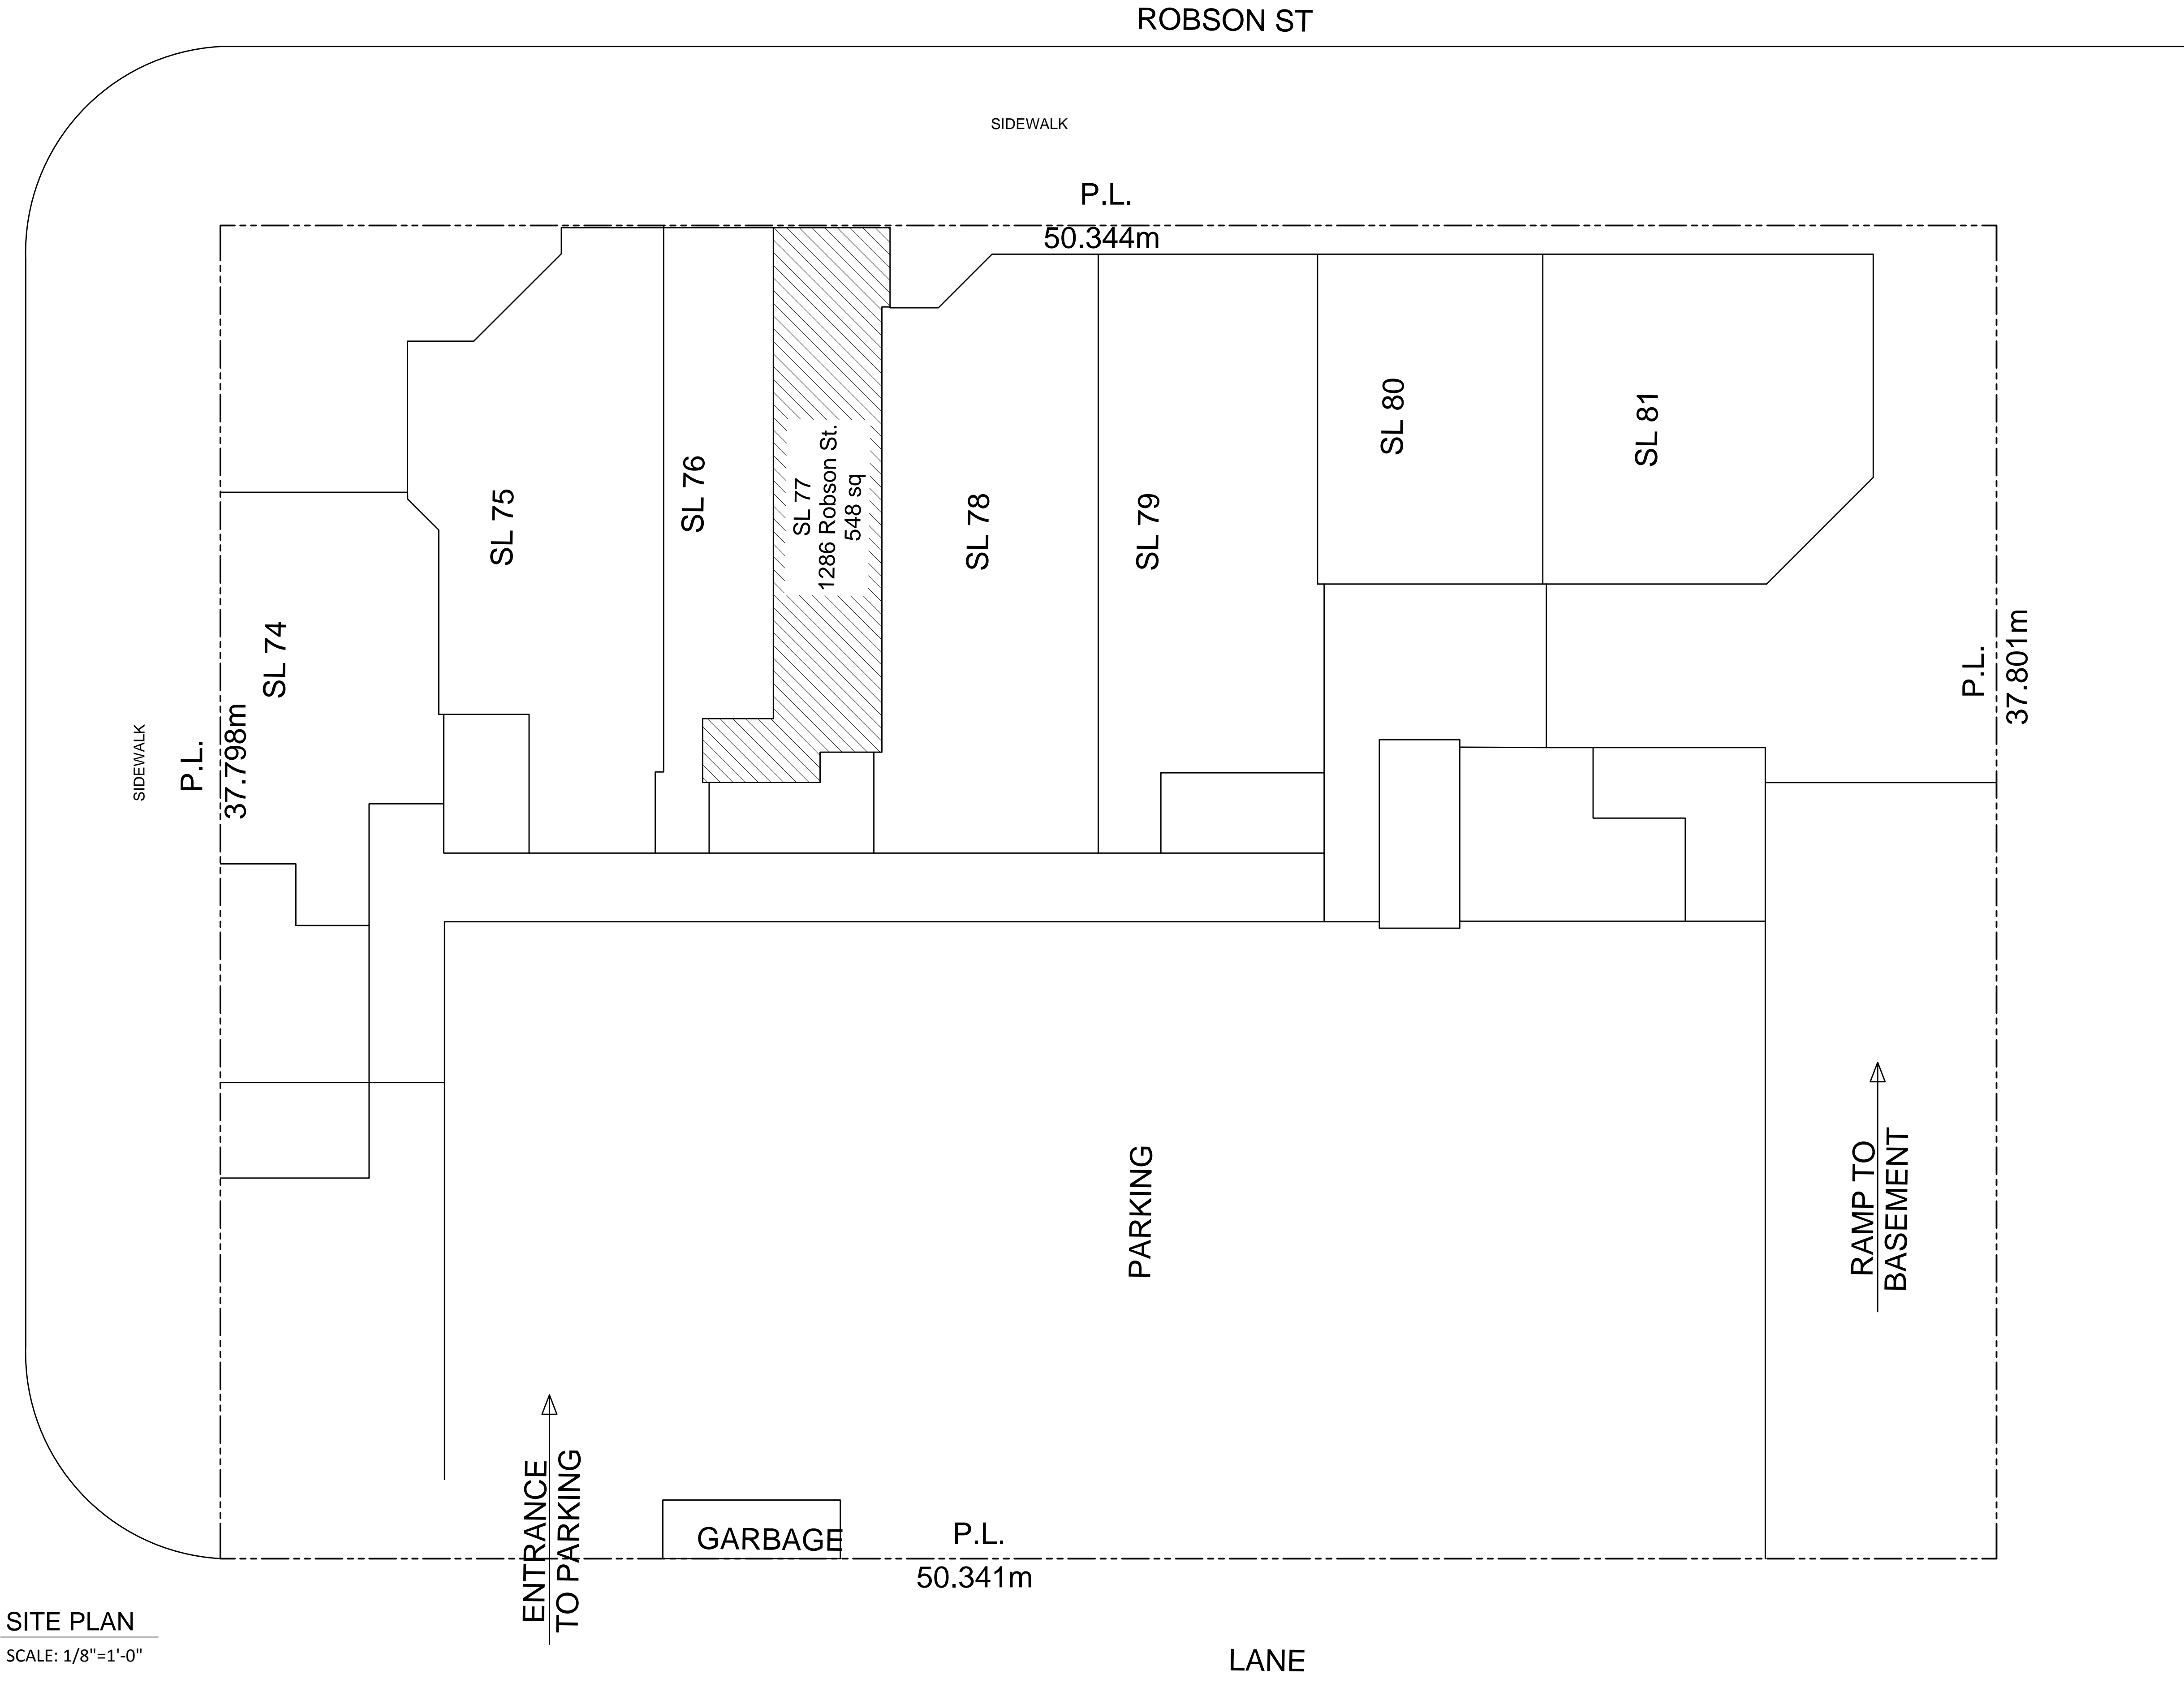 ROBSON ST
SIDEWALK
P.L.
50.344m
SL 74
SL 75
SL 76
SL 77
1286 Robson St.
548 sq
SL 78
SL 79
SL 80
SL 81
SIDEWALK
P.L.
37.798m
P.L.
37.801m
PARKING
RAMP TO
BASEMENT
ENTRANCE
TO PARKING
GARBAGE
P.L.
50.341m
SITE PLAN
SCALE: 1/8"=1'-0"
LANE